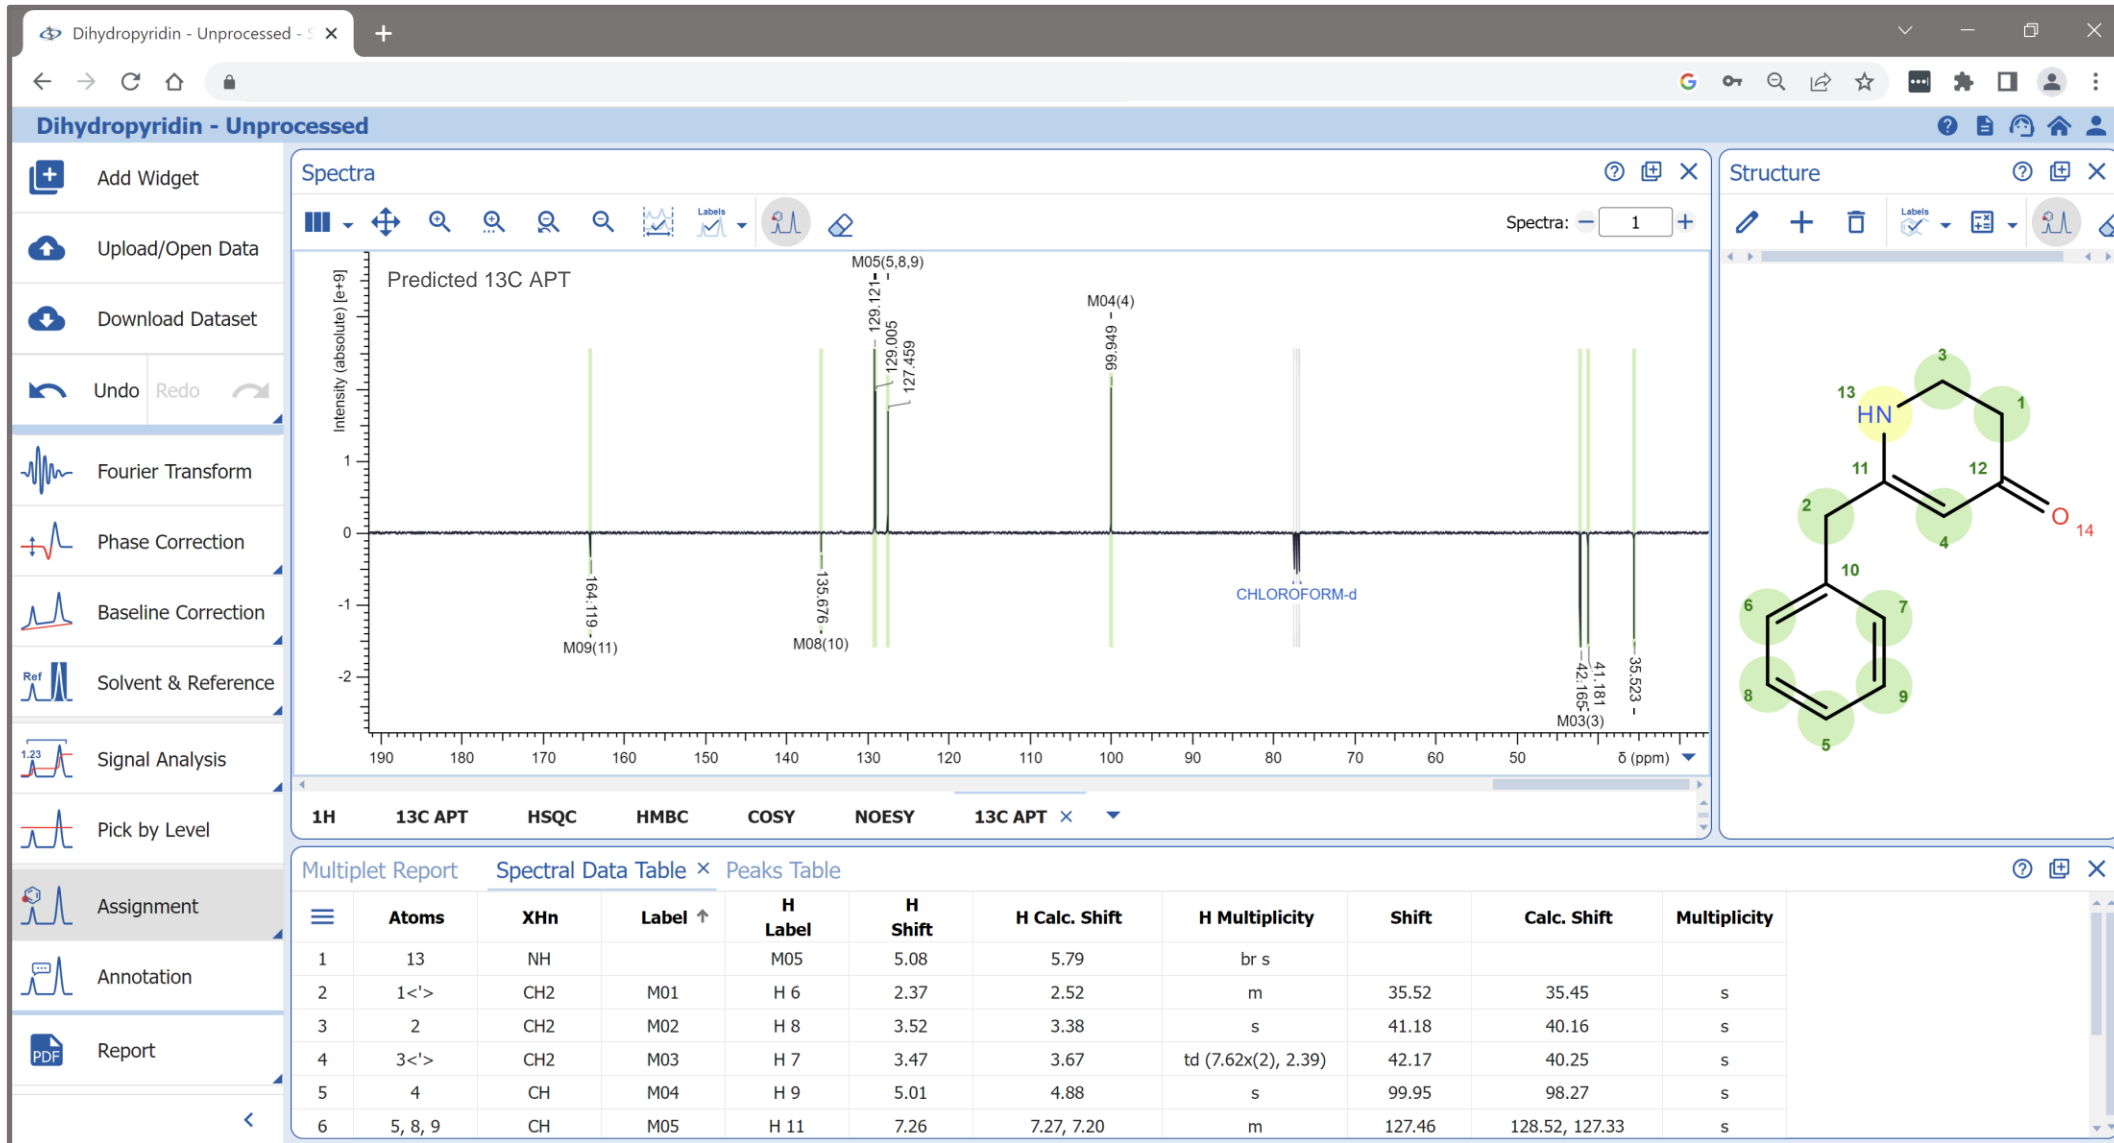 Dihydropyridin - Unprocessed - S
Dihydropyridin - Unprocessed
Add Widget
Upload/Open Data
Download Dataset
Undo
Redo
Fourier Transform
Phase Correction
Baseline Correction
Ref
Solvent & Reference
1.23
Signal Analysis
Pick by Level
Assignment
Annotation
PDF
Report
Spectra
Labels
Spectra:
1
Predicted 13C APT
Intensity (absolute) [e+9]
1
0
-1
-2
M05(5,8,9)
129.121
129.005
127.459
M04(4)
99.949
164.119
M09(11)
135.676
M08(10)
CHLOROFORM-d
42.165
41.181
35.523
M03(3)
190 180 170 160 150 140 130 120 110 100 90 80 70 60 50 δ (ppm)
1H 13C APT HSQC HMBC COSY NOESY 13C APT
Structure
Labels
3
13
HN
1
11
12
2
O
14
4
10
6
7
8
9
5
Multiplet Report Spectral Data Table Peaks Table
Atoms XHn Label H Label H Shift H Calc. Shift H Multiplicity Shift Calc. Shift Multiplicity
1 13 NH M05 5.08 5.79 br s
2 1<'> CH2 M01 H 6 2.37 2.52 m 35.52 35.45 s
3 2 CH2 M02 H 8 3.52 3.38 s 41.18 40.16 s
4 3<'> CH2 M03 H 7 3.47 3.67 td (7.62x(2), 2.39) 42.17 40.25 s
5 4 CH M04 H 9 5.01 4.88 s 99.95 98.27 s
6 5, 8, 9 CH M05 H 11 7.26 7.27, 7.20 m 127.46 128.52, 127.33 s